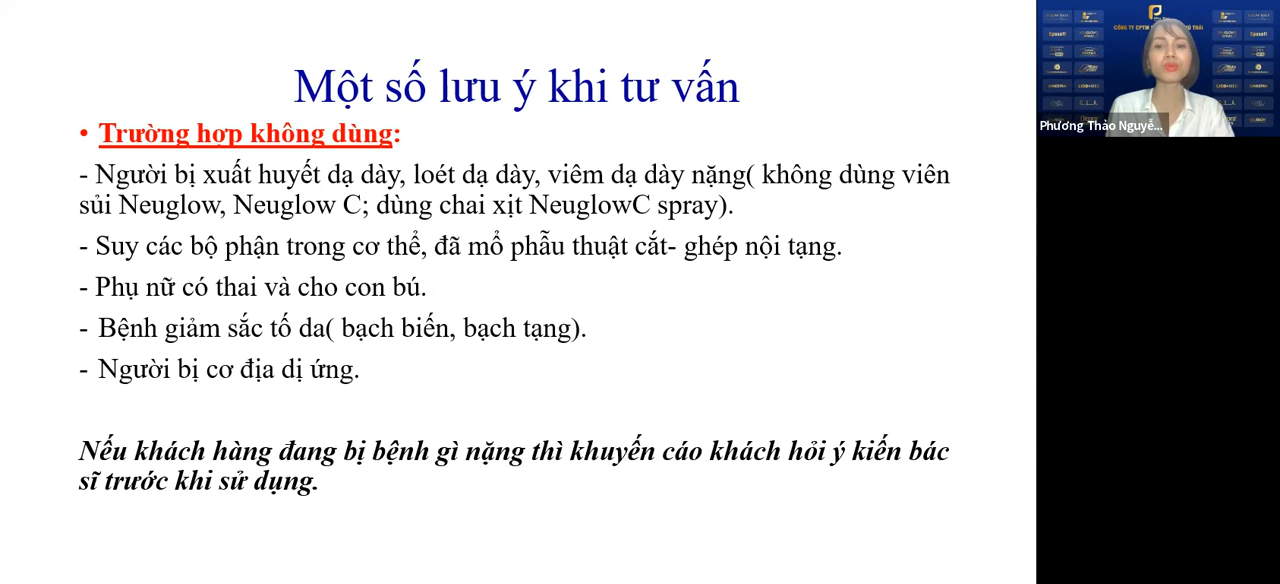 Một số lưu ý khi tư vấn
• Trường hợp không dùng:
- Người bị xuất huyết dạ dày, loét dạ dày, viêm dạ dày nặng( không dùng viên
sủi Neuglow, Neuglow C; dùng chai xịt NeuglowC spray).
- Suy các bộ phận trong cơ thể, đã mổ phẫu thuật cắt- ghép nội tạng.
- Phụ nữ có thai và cho con bú.
- Bệnh giảm sắc tố da( bạch biến, bạch tạng).
- Người bị cơ địa dị ứng.
Nếu khách hàng đang bị bệnh gì nặng thì khuyến cáo khách hỏi ý kiến bác
sĩ trước khi sử dụng.
CÔNG TY CPTM
Phương Thảo Nguyễ...